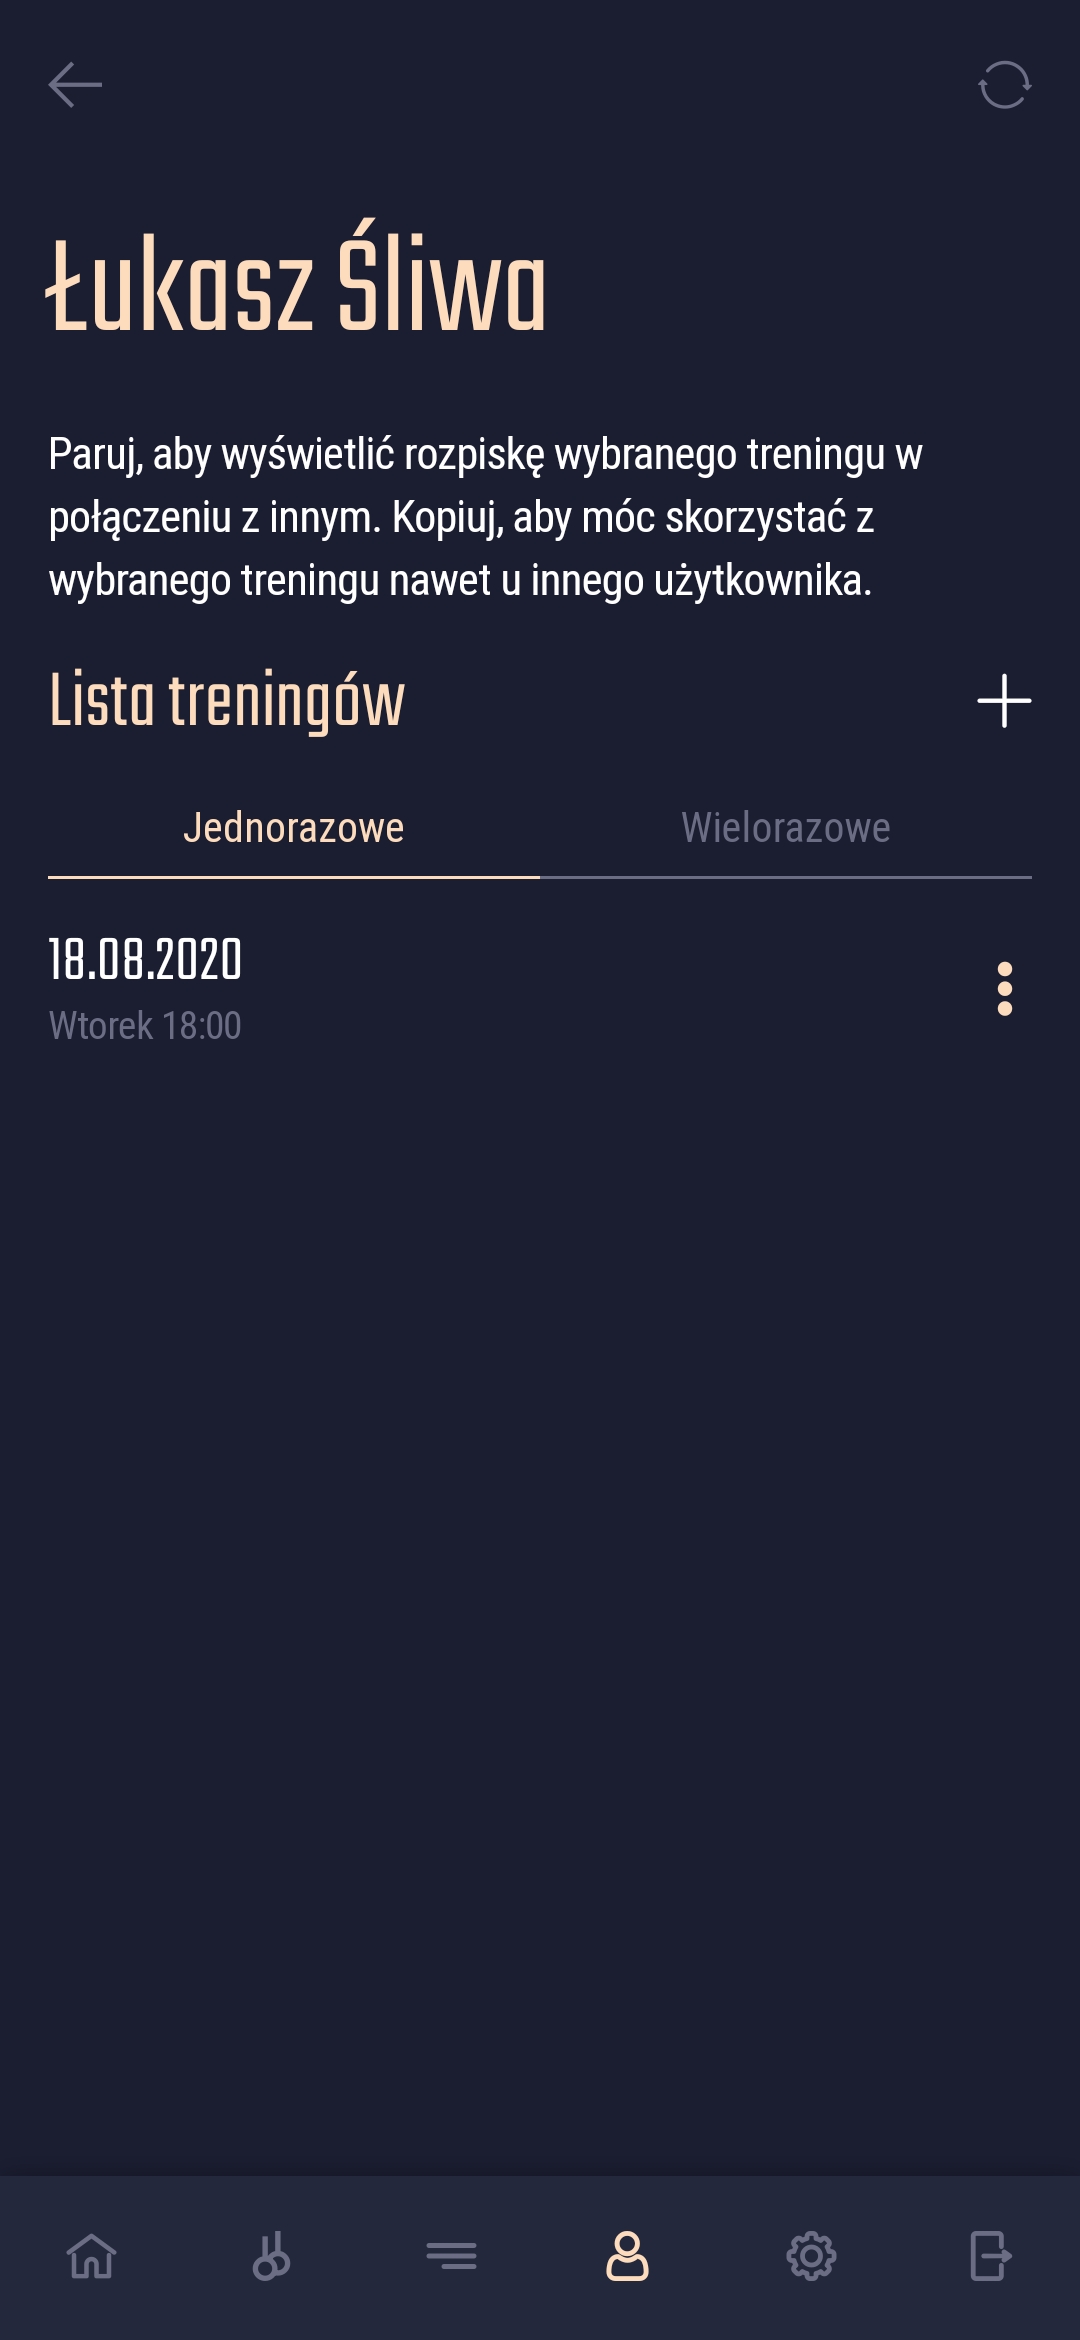 Łukasz Śliwa
Paruj, aby wyświetlić rozpiskę wybranego treningu w
połączeniu z innym. Kopiuj, aby móc skorzystać z
wybranego treningu nawet u innego użytkownika.
Lista treningów
Jednorazowe
Wielorazowe
18.08.2020
Wtorek 18:00